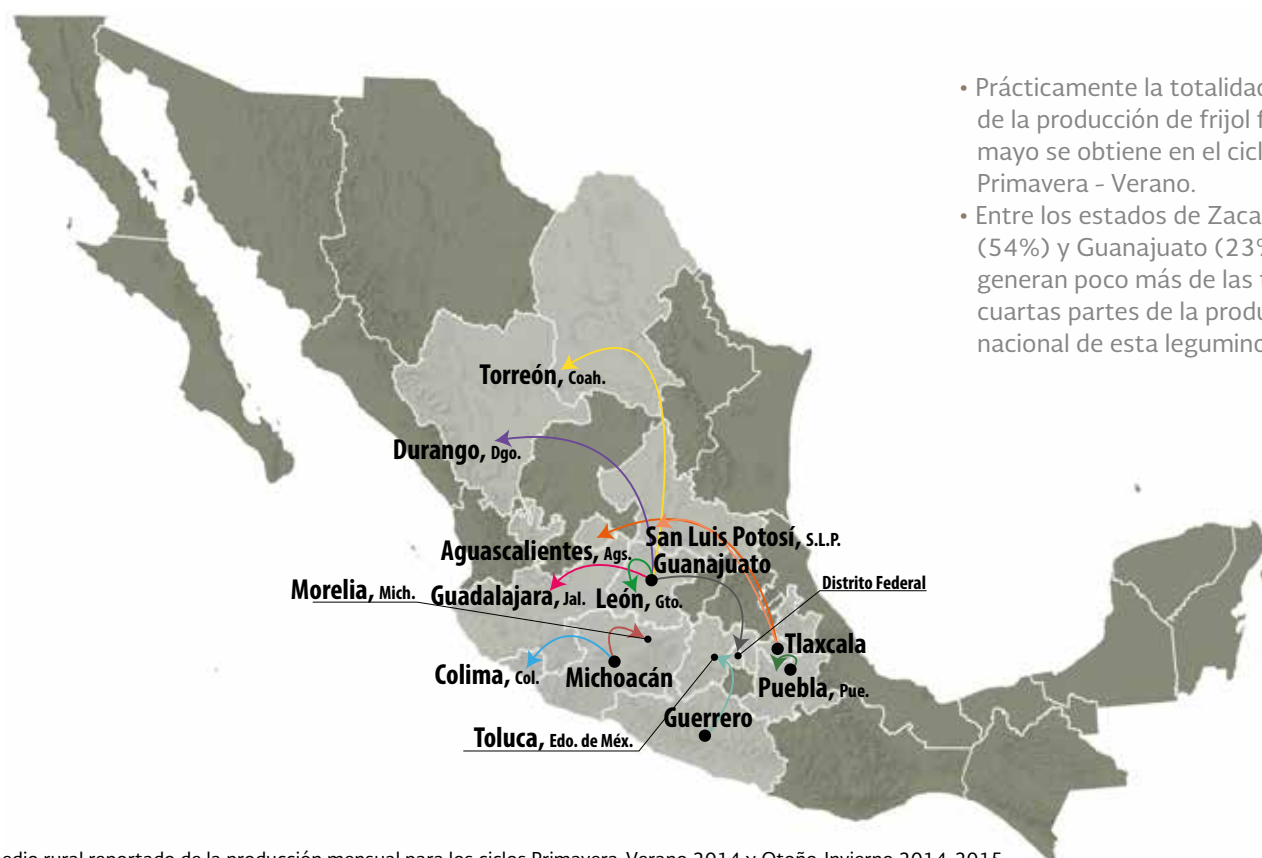 • Prácticamente la totalidad
de la producción de frijol f
mayo se obtiene en el cicl
Primavera - Verano.
• Entre los estados de Zaca
(54%) y Guanajuato (23%
generan poco más de las t
cuartas partes de la produ
nacional de esta legumino
Torreón, Coah.
Durango, Dgo.
San Luis Potosí, S.L.P.
Aguascalientes, Ags.
Guanajuato
Distrito Federal
Morelia, Mich.
Guadalajara, Jal.
León, Gto.
Tlaxcala
Colima, Col.
Michoacán
Puebla, Pue.
Guerrero
Toluca, Edo. de Méx.
edio rural reportado de la producción mensual para los ciclos Primavera-Verano 2014 y Otoño-Invierno 2014-2015